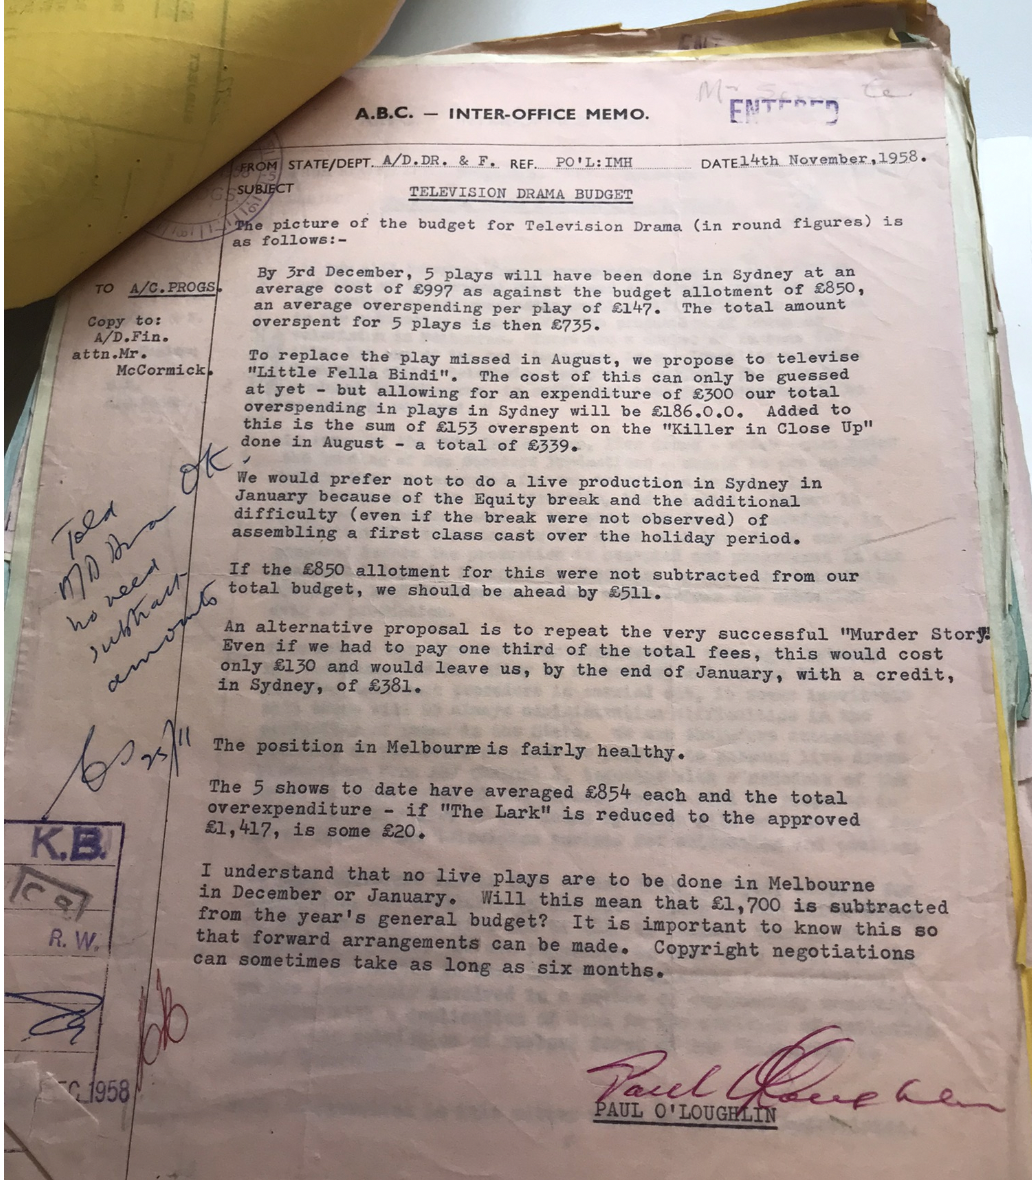 ENTERED
A.B.C. — INTER-OFFICE MEMO.
FROM STATE/DEPT. A/D.DR. & F. REF. PO'L:IMH DATE 14th November, 1958.
SUBJECT
TELEVISION DRAMA BUDGET
TO A/C.PROGS.
Copy to:
A/D.Fin.
attn.Mr.
McCormick.
The picture of the budget for Television Drama (in round figures) is
as follows:-
By 3rd December, 5 plays will have been done in Sydney at an
average cost of £997 as against the budget allotment of £850,
an average overspending per play of £147. The total amount
overspent for 5 plays is then £735.
To replace the play missed in August, we propose to televise
"Little Fella Bindi". The cost of this can only be guessed
at yet - but allowing for an expenditure of £300 our total
overspending in plays in Sydney will be £186.0.0. Added to
this is the sum of £153 overspent on the "Killer in Close Up"
done in August - a total of £339.
We would prefer not to do a live production in Sydney in
January because of the Equity break and the additional
difficulty (even if the break were not observed) of
assembling a first class cast over the holiday period.
If the £850 allotment for this were not subtracted from our
total budget, we should be ahead by £511.
An alternative proposal is to repeat the very successful "Murder Story"
Even if we had to pay one third of the total fees, this would cost
only £130 and would leave us, by the end of January, with a credit,
in Sydney, of £381.
The position in Melbourne is fairly healthy.
The 5 shows to date have averaged £854 each and the total
overexpenditure - if "The Lark" is reduced to the approved
£1,417, is some £20.
I understand that no live plays are to be done in Melbourne
in December or January. Will this mean that £1,700 is subtracted
from the year's general budget? It is important to know this so
that forward arrangements can be made. Copyright negotiations
can sometimes take as long as six months.
OK
Told
no need
subtract
amounts
25/11
K.B.
R.W.
DEC 1958
Paul O'Loughlin
PAUL O'LOUGHLIN